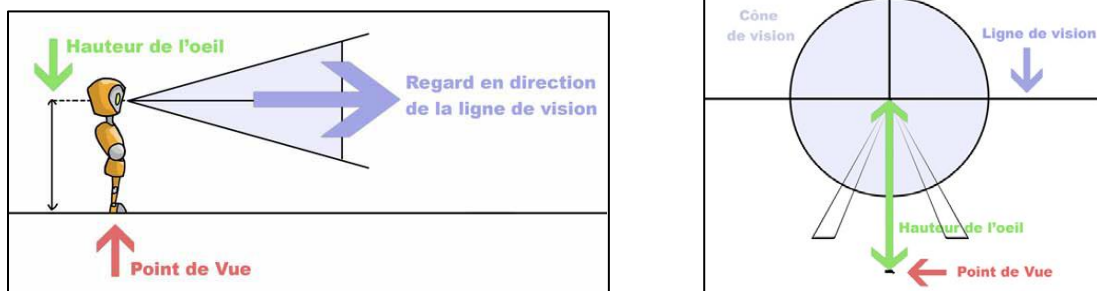 Hauteur de l'oeil
Regard en direction
de la ligne de vision
Point de Vue
Cône
de vision
Ligne de vision
Hauteur de l'oeil
Point de Vue